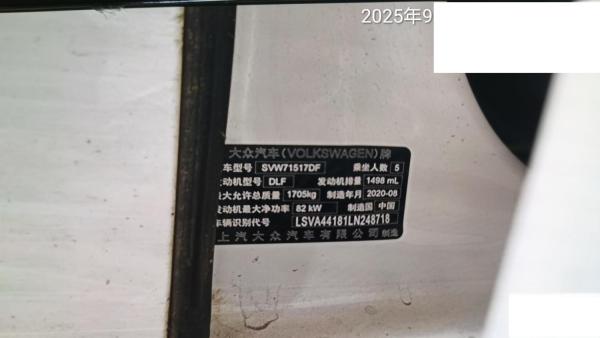 2025年9
大众汽车(VOLKSWAGEN)牌
车型号 SVW71517DF 乘坐人数 5
动机型号 DLF 发动机排量 1498 mL
大允许总质量 1705kg 制造年月 2020-08
动机最大净功率 82 kW 制造国 中国
车辆识别代号 LSVA44181LN248718
上汽大众汽车有限公司 制造